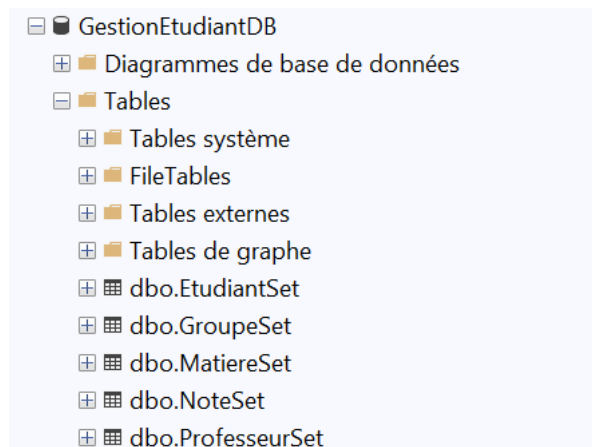 GestionEtudiantDB
Diagrammes de base de données
Tables
Tables système
FileTables
Tables externes
Tables de graphe
dbo.EtudiantSet
dbo.GroupeSet
dbo.MatiereSet
dbo.NoteSet
dbo.ProfesseurSet